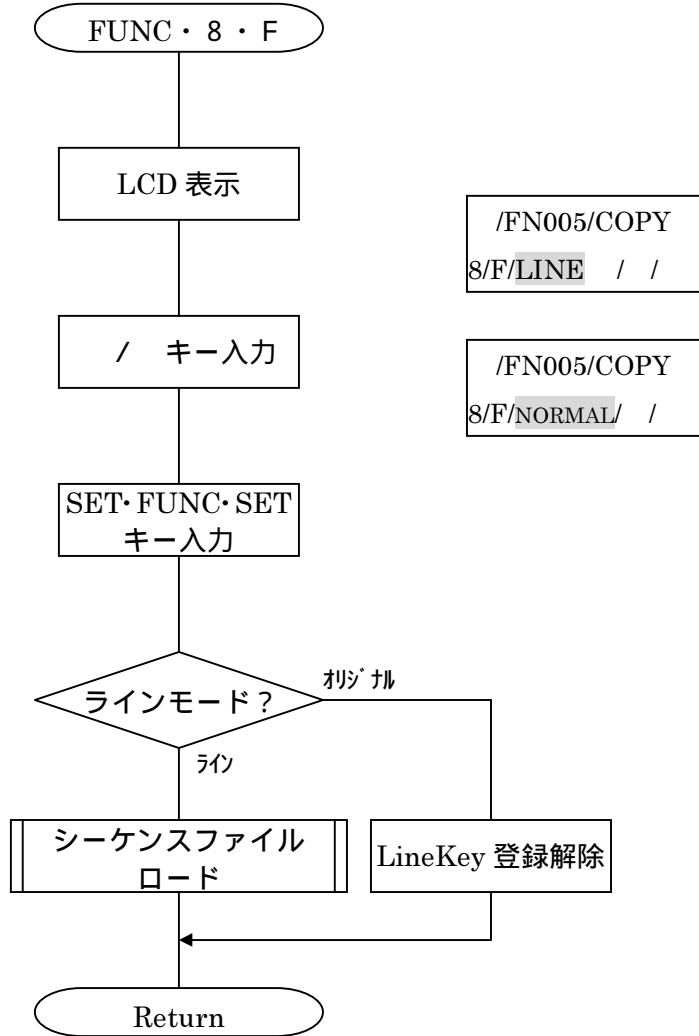 FUNC・８・Ｆ
LCD 表示
/FN005/COPY
8/F/LINE / /
/ キー入力
/FN005/COPY
8/F/NORMAL/ /
SET・FUNC・SET
キー入力
ラインモード？
ｵﾘｼﾞﾅﾙ
ﾗｲﾝ
シーケンスファイル
ロード
LineKey 登録解除
Return